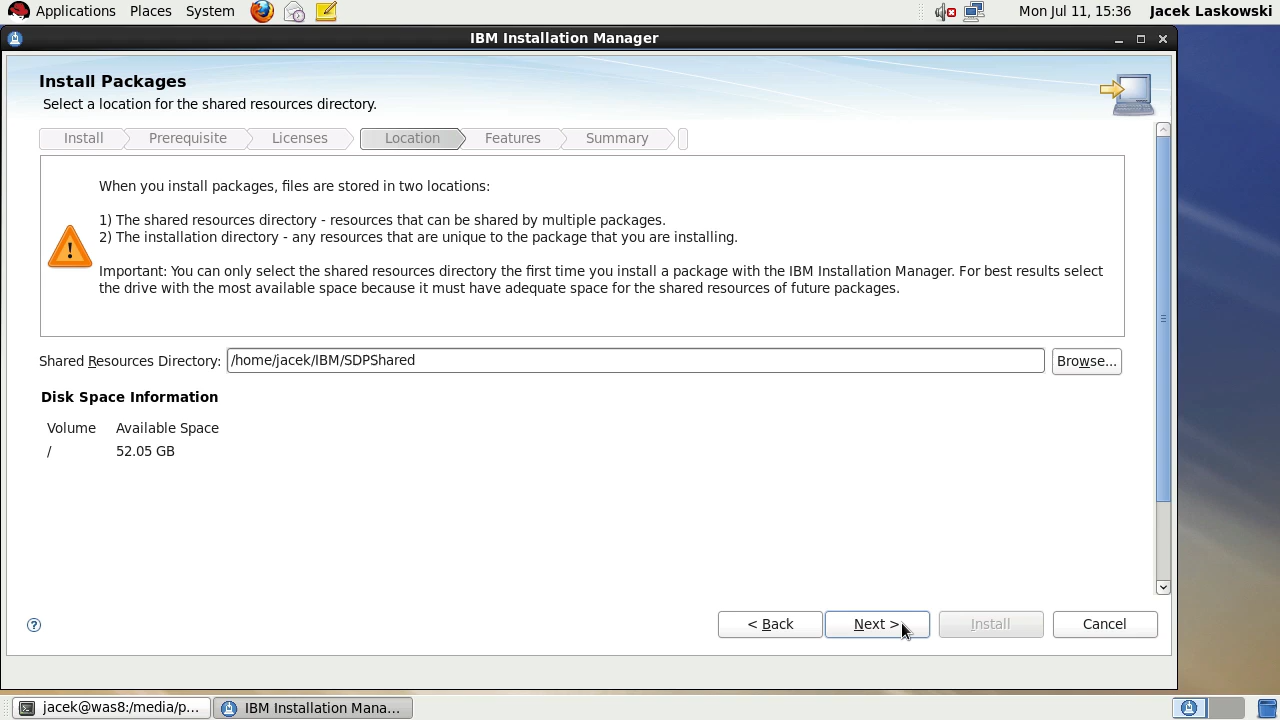 Applications Places System Mon Jul 11, 15:36 Jacek Laskowski
IBM Installation Manager
Install Packages
Select a location for the shared resources directory.
Install Prerequisite Licenses Location Features Summary
When you install packages, files are stored in two locations:
1) The shared resources directory - resources that can be shared by multiple packages.
2) The installation directory - any resources that are unique to the package that you are installing.
Important: You can only select the shared resources directory the first time you install a package with the IBM Installation Manager. For best results select
the drive with the most available space because it must have adequate space for the shared resources of future packages.
Shared Resources Directory: /home/jacek/IBM/SDPShared Browse...
Disk Space Information
Volume Available Space
/ 52.05 GB
? < Back Next > Install Cancel
jacek@was8:/media/p... IBM Installation Mana...